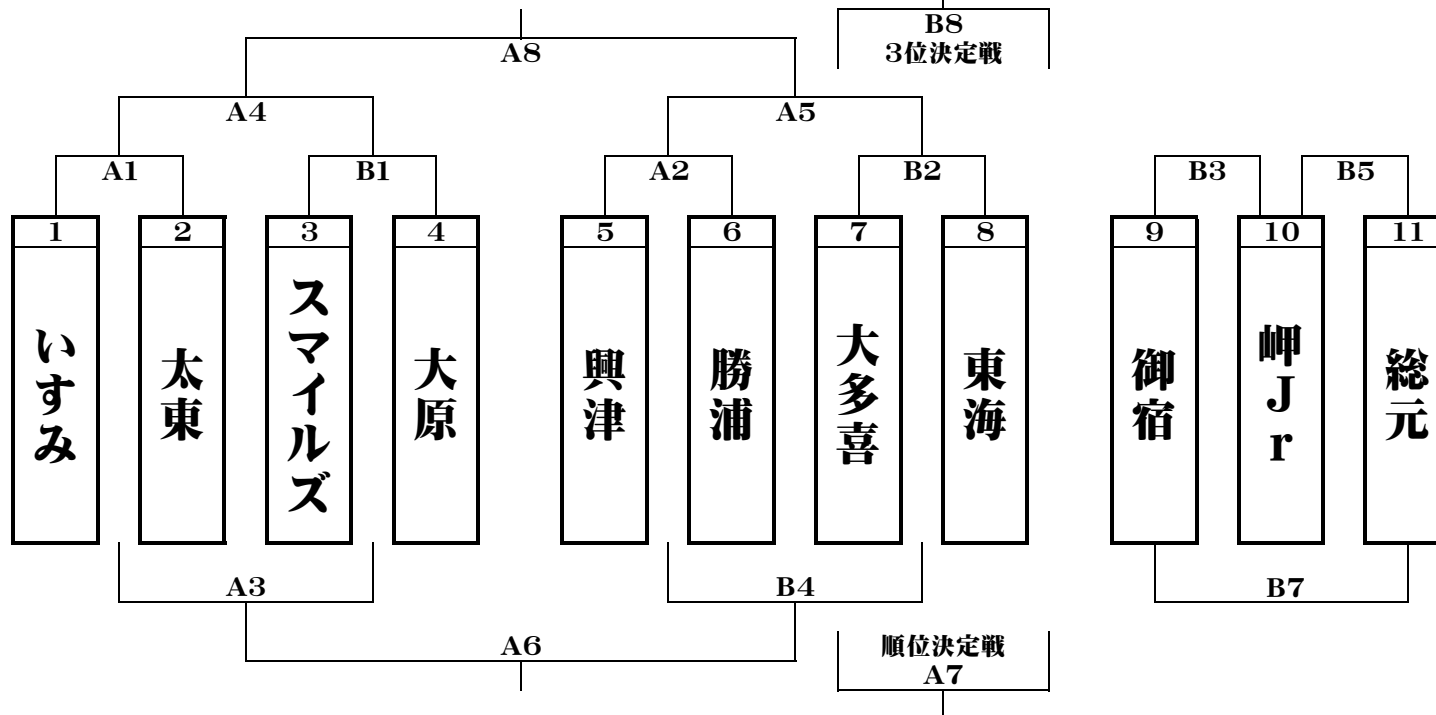 B8
3位決定戦
A8
A4
A5
A1
B1
A2
B2
B3
B5
1
2
3
4
5
6
7
8
9
10
11
いすみ
太東
スマイルズ
大原
興津
勝浦
大多喜
東海
御宿
岬Jr
総元
A3
B4
B7
A6
順位決定戦
A7